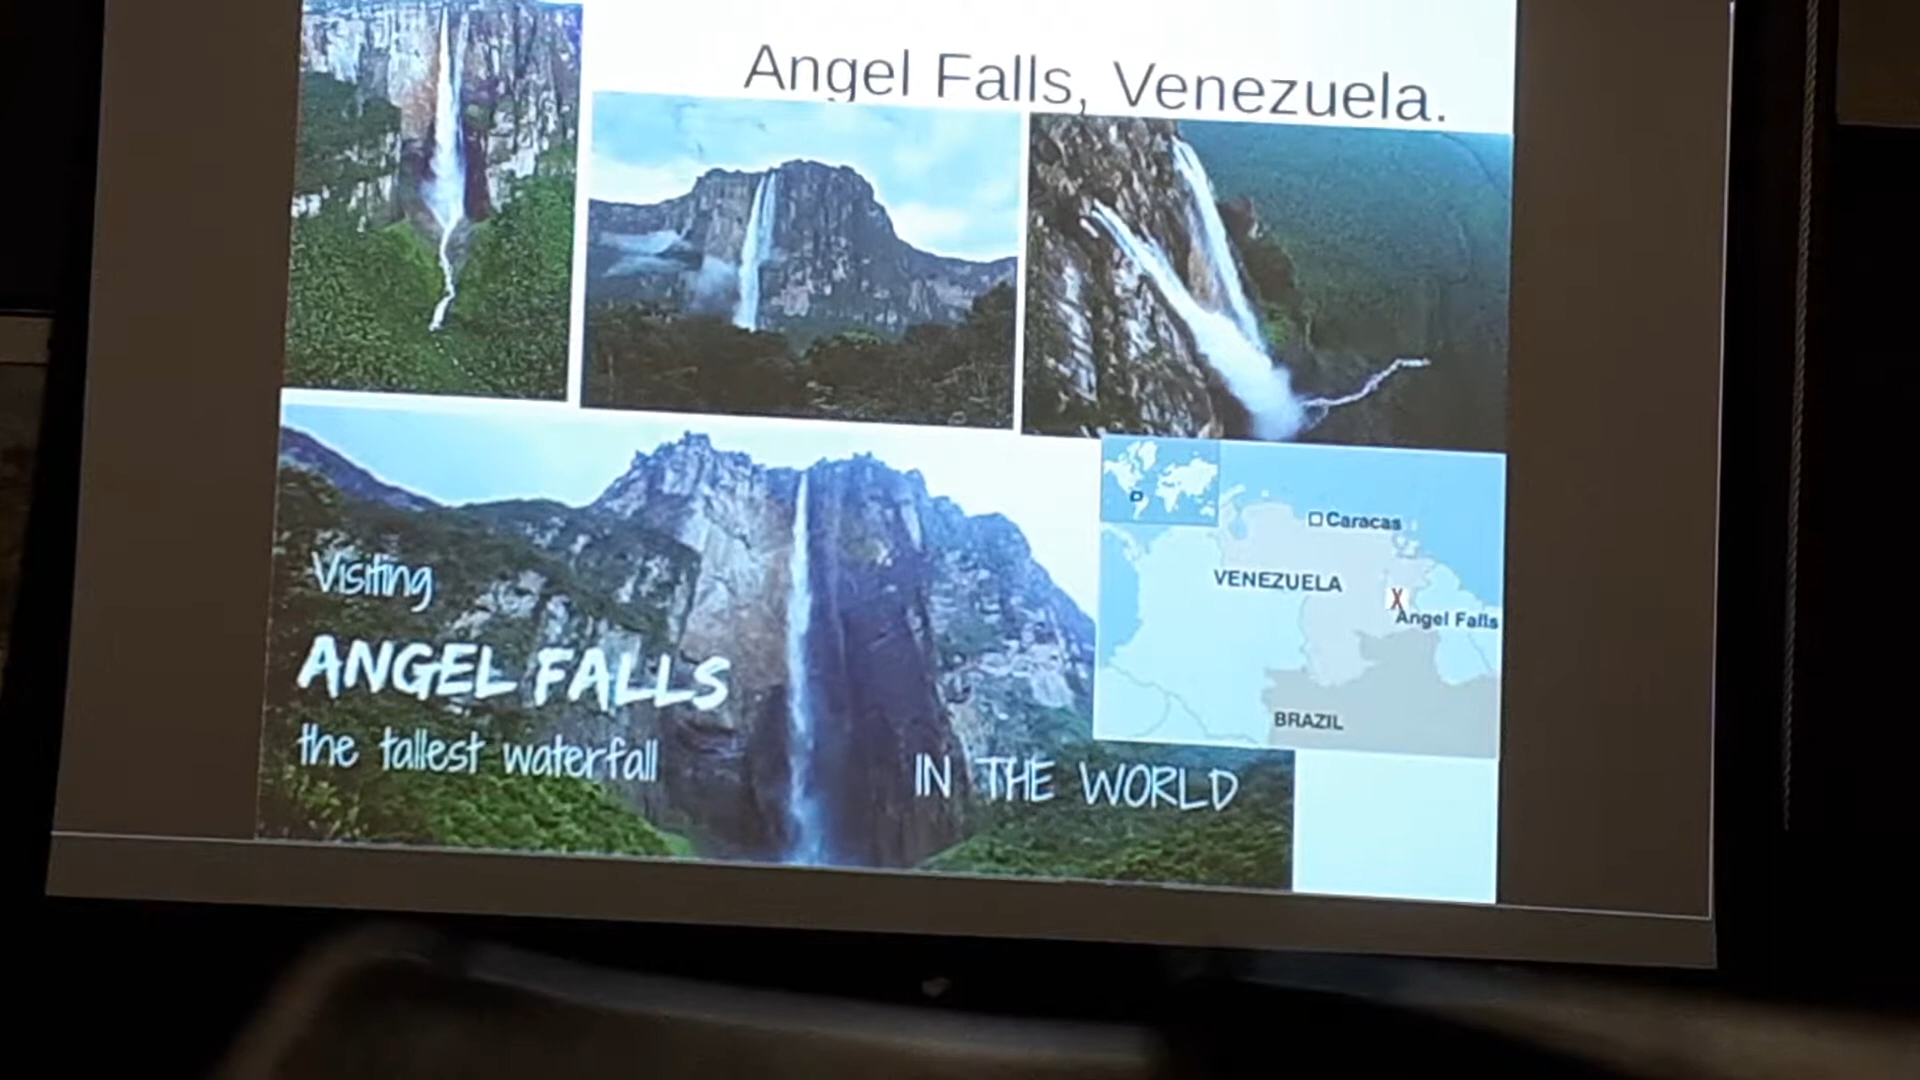 Angel Falls, Venezuela.
Visiting
ANGEL FALLS
the tallest waterfall
IN THE WORLD
Caracas
VENEZUELA
X
Angel Falls
BRAZIL